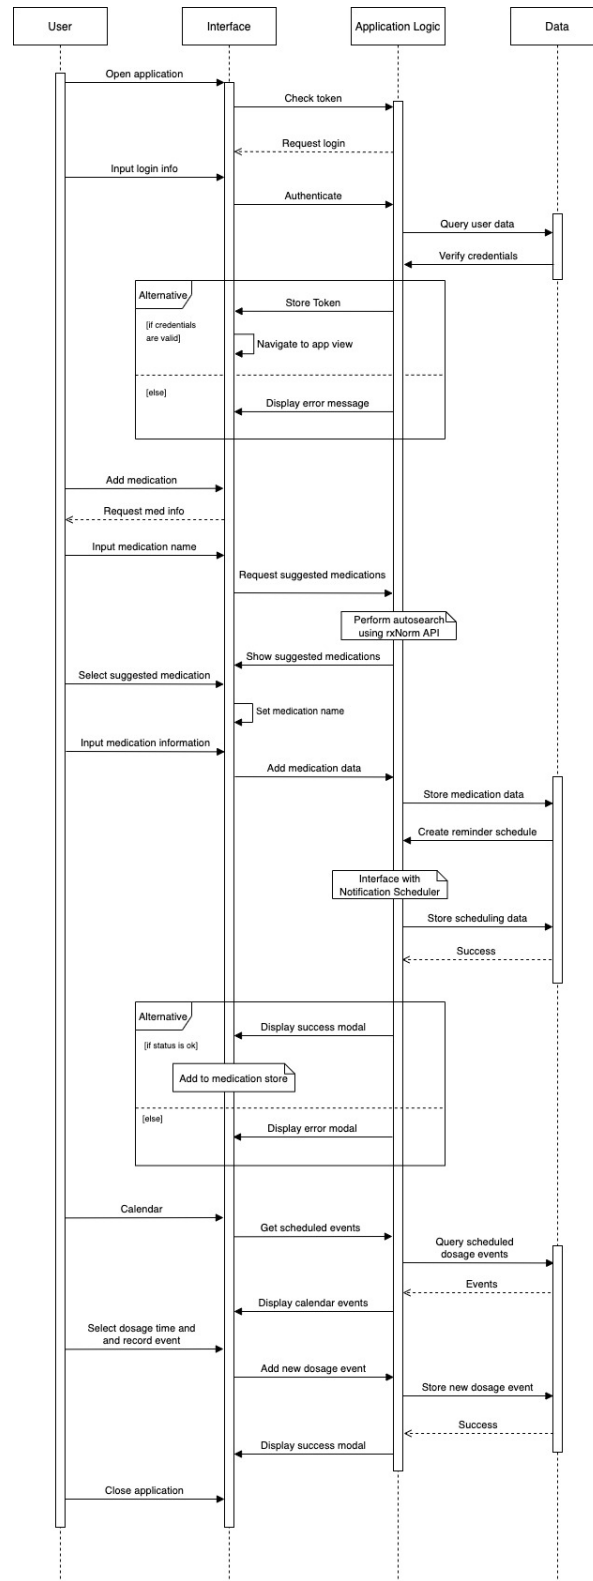 User
Interface
Application Logic
Data
Open application
Check token
Request login
Input login info
Authenticate
Query user data
Verify credentials
Alternative
Store Token
[if credentials
are valid]
Navigate to app view
[else]
Display error message
Add medication
Request med info
Input medication name
Request suggested medications
Perform autosearch
using rxNorm API
Show suggested medications
Select suggested medication
Set medication name
Input medication information
Add medication data
Store medication data
Create reminder schedule
Interface with
Notification Scheduler
Store scheduling data
Success
Alternative
Display success modal
[if status is ok]
Add to medication store
[else]
Display error modal
Calendar
Get scheduled events
Query scheduled
dosage events
Events
Display calendar events
Select dosage time and
and record event
Add new dosage event
Store new dosage event
Success
Display success modal
Close application